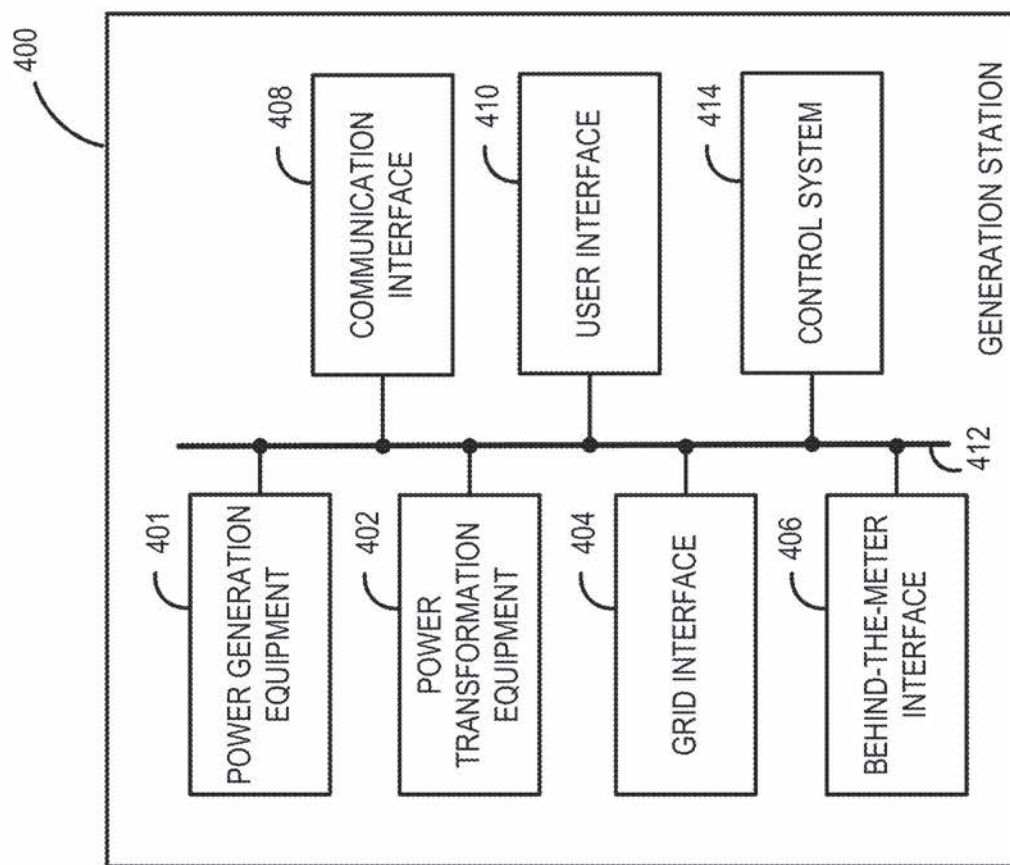 400
401
POWER GENERATION
EQUIPMENT
402
POWER
TRANSFORMATION
EQUIPMENT
404
GRID INTERFACE
406
BEHIND-THE-METER
INTERFACE
408
COMMUNICATION
INTERFACE
410
USER INTERFACE
414
CONTROL SYSTEM
412
GENERATION STATION